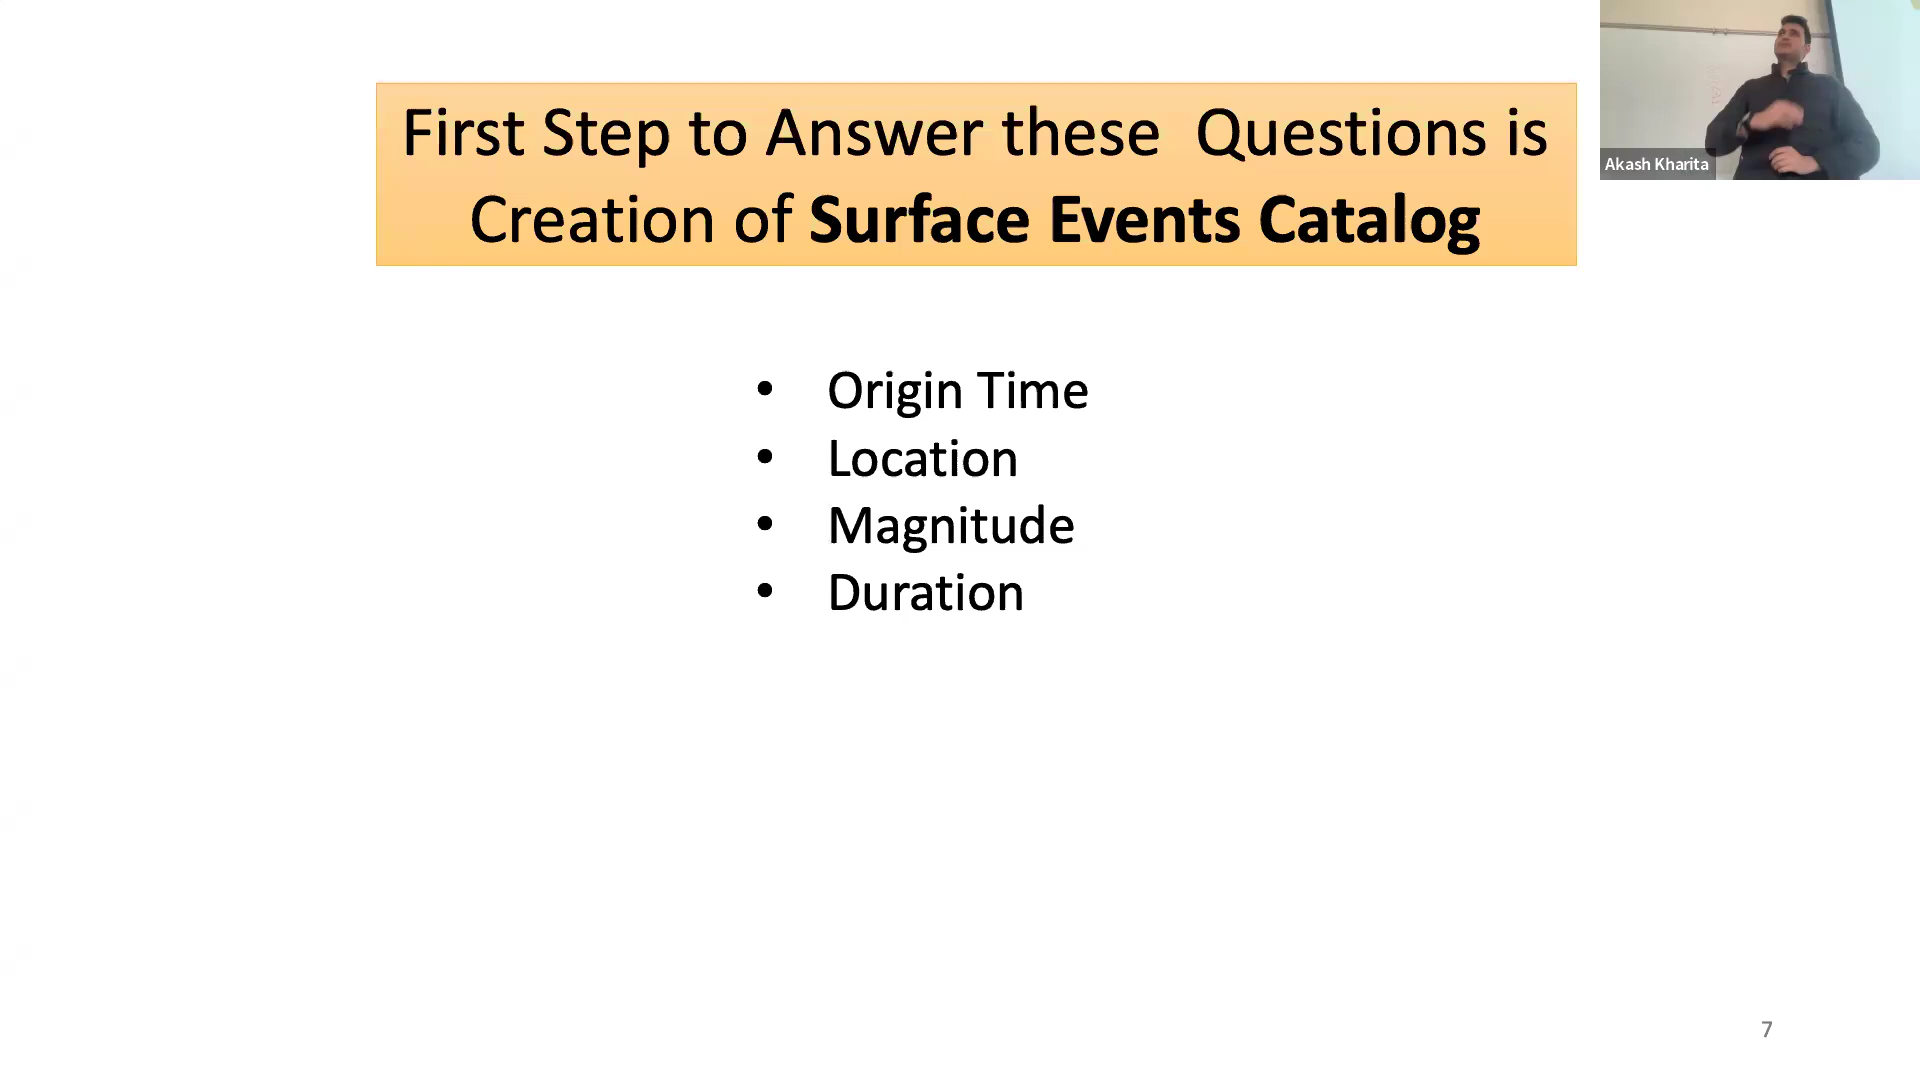 First Step to Answer these  Questions is
Creation of Surface Events Catalog
Akash Kharita
• Origin Time
• Location
• Magnitude
• Duration
7